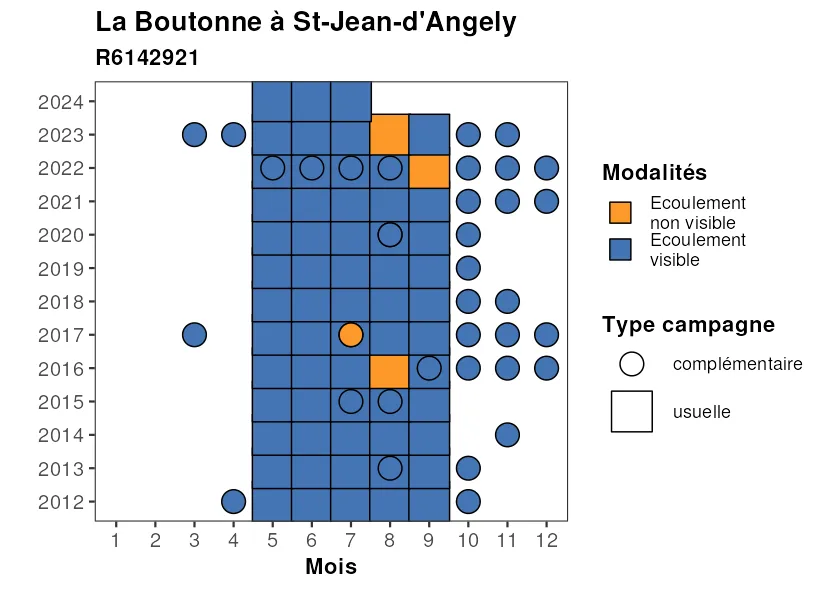 La Boutonne à St-Jean-d'Angely
R6142921
2024
2023
2022
2021
2020
2019
2018
2017
2016
2015
2014
2013
2012
1 2 3 4 5 6 7 8 9 10 11 12
Mois
Modalités
Ecoulement
non visible
Ecoulement
visible
Type campagne
complémentaire
usuelle